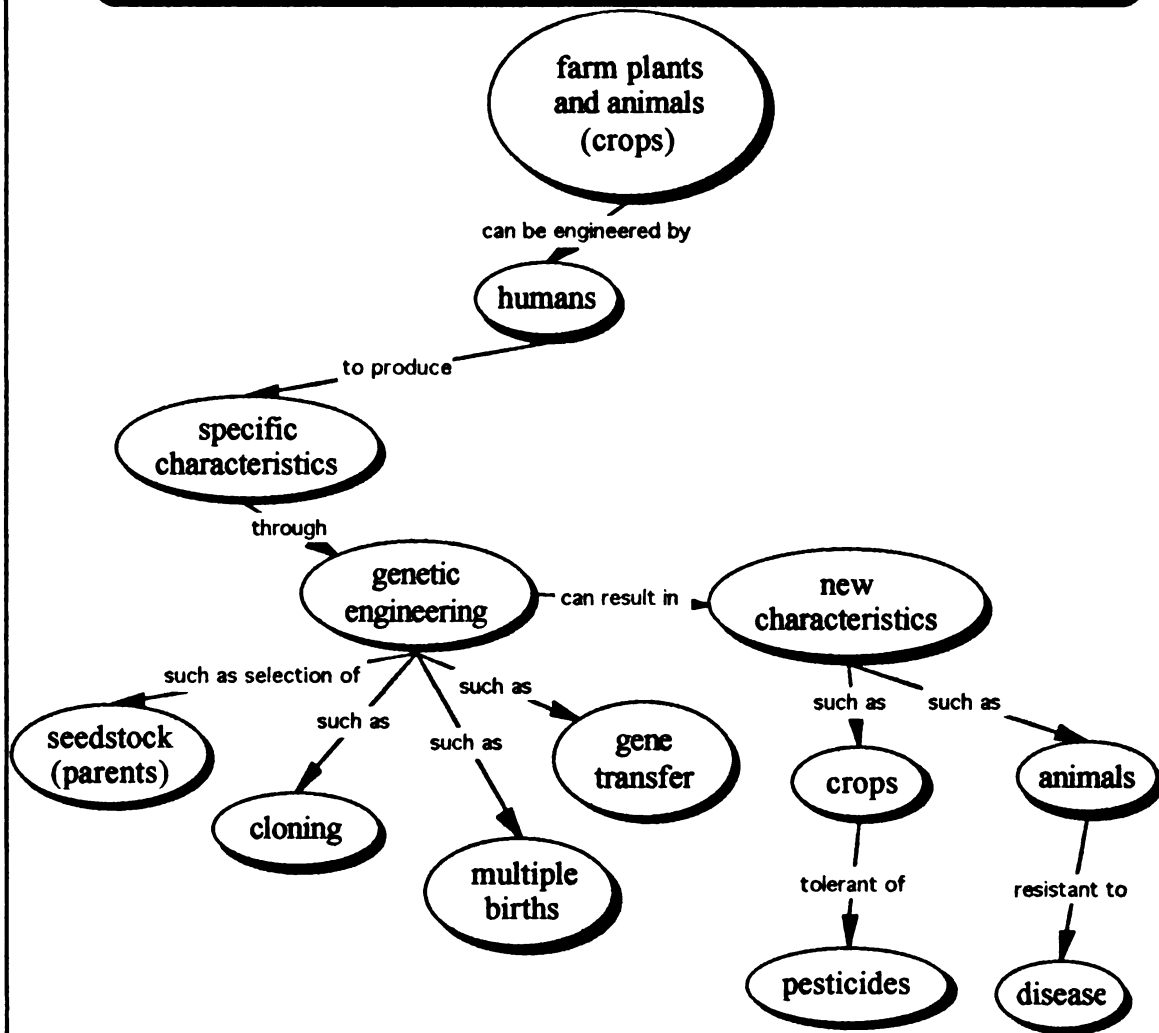 farm plants
and animals
(crops)
can be engineered by
humans
to produce
specific
characteristics
through
genetic
engineering
can result in
new
characteristics
such as selection of
such as
such as
such as
such as
such as
seedstock
(parents)
cloning
multiple
births
gene
transfer
crops
animals
tolerant of
resistant to
pesticides
disease